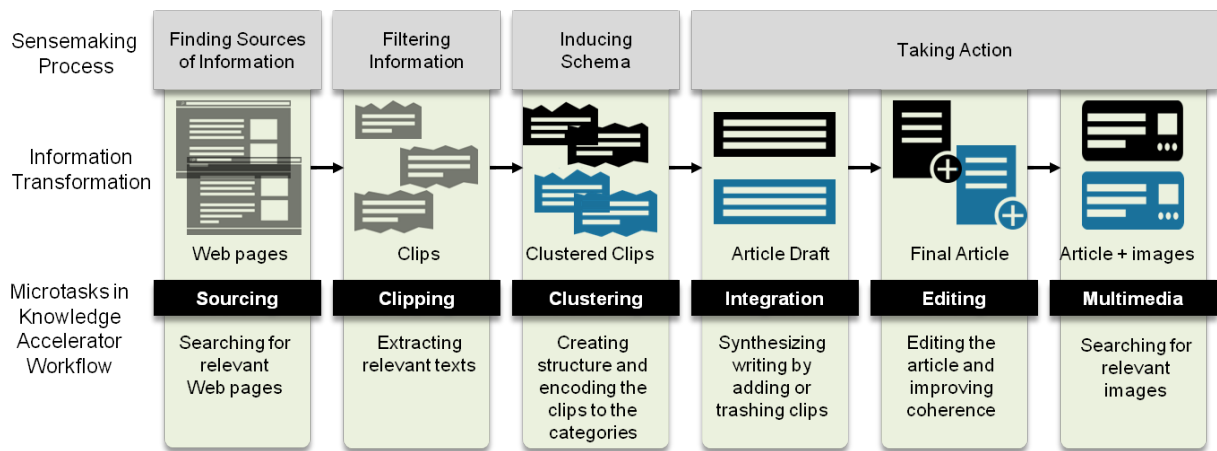 Sensemaking
Process
Finding Sources
of Information
Filtering
Information
Inducing
Schema
Taking Action
Information
Transformation
Web pages
Clips
Clustered Clips
Article Draft
Final Article
Article + images
Microtasks in
Knowledge
Accelerator
Workflow
Sourcing
Clipping
Clustering
Integration
Editing
Multimedia
Searching for
relevant
Web pages
Extracting
relevant texts
Creating
structure and
encoding the
clips to the
categories
Synthesizing
writing by
adding or
trashing clips
Editing the
article and
improving
coherence
Searching for
relevant
images